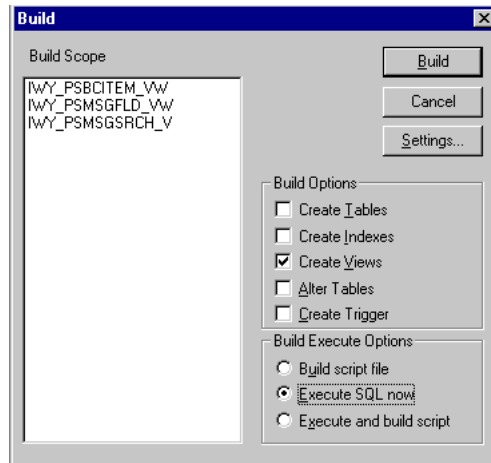 Build
Build Scope
IWY_PSBCITEM_VW
IWY_PSMSGFLD_VW
IWY_PSMSGSRCH_V
Build
Cancel
Settings...
Build Options
Create Tables
Create Indexes
Create Views
Alter Tables
Create Trigger
Build Execute Options
Build script file
Execute SQL now
Execute and build script